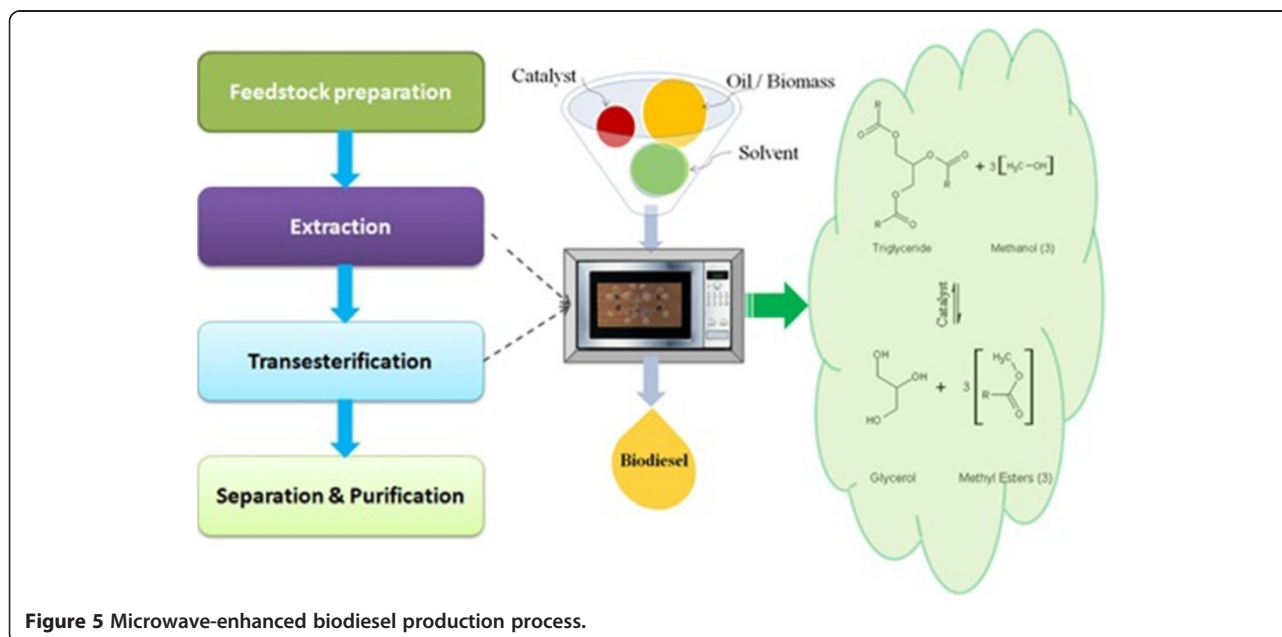 Feedstock preparation
Extraction
Transesterification
Separation & Purification
Catalyst
Oil / Biomass
Solvent
Biodiesel
R
O
O
O
O
R
O
R
O
+ 3 [H₃C—OH]
Triglyceride
Methanol (3)
Catalyst
OH
OH
HO
+
3
H₃C
O
R
O
Glycerol
Methyl Esters (3)
Figure 5 Microwave-enhanced biodiesel production process.